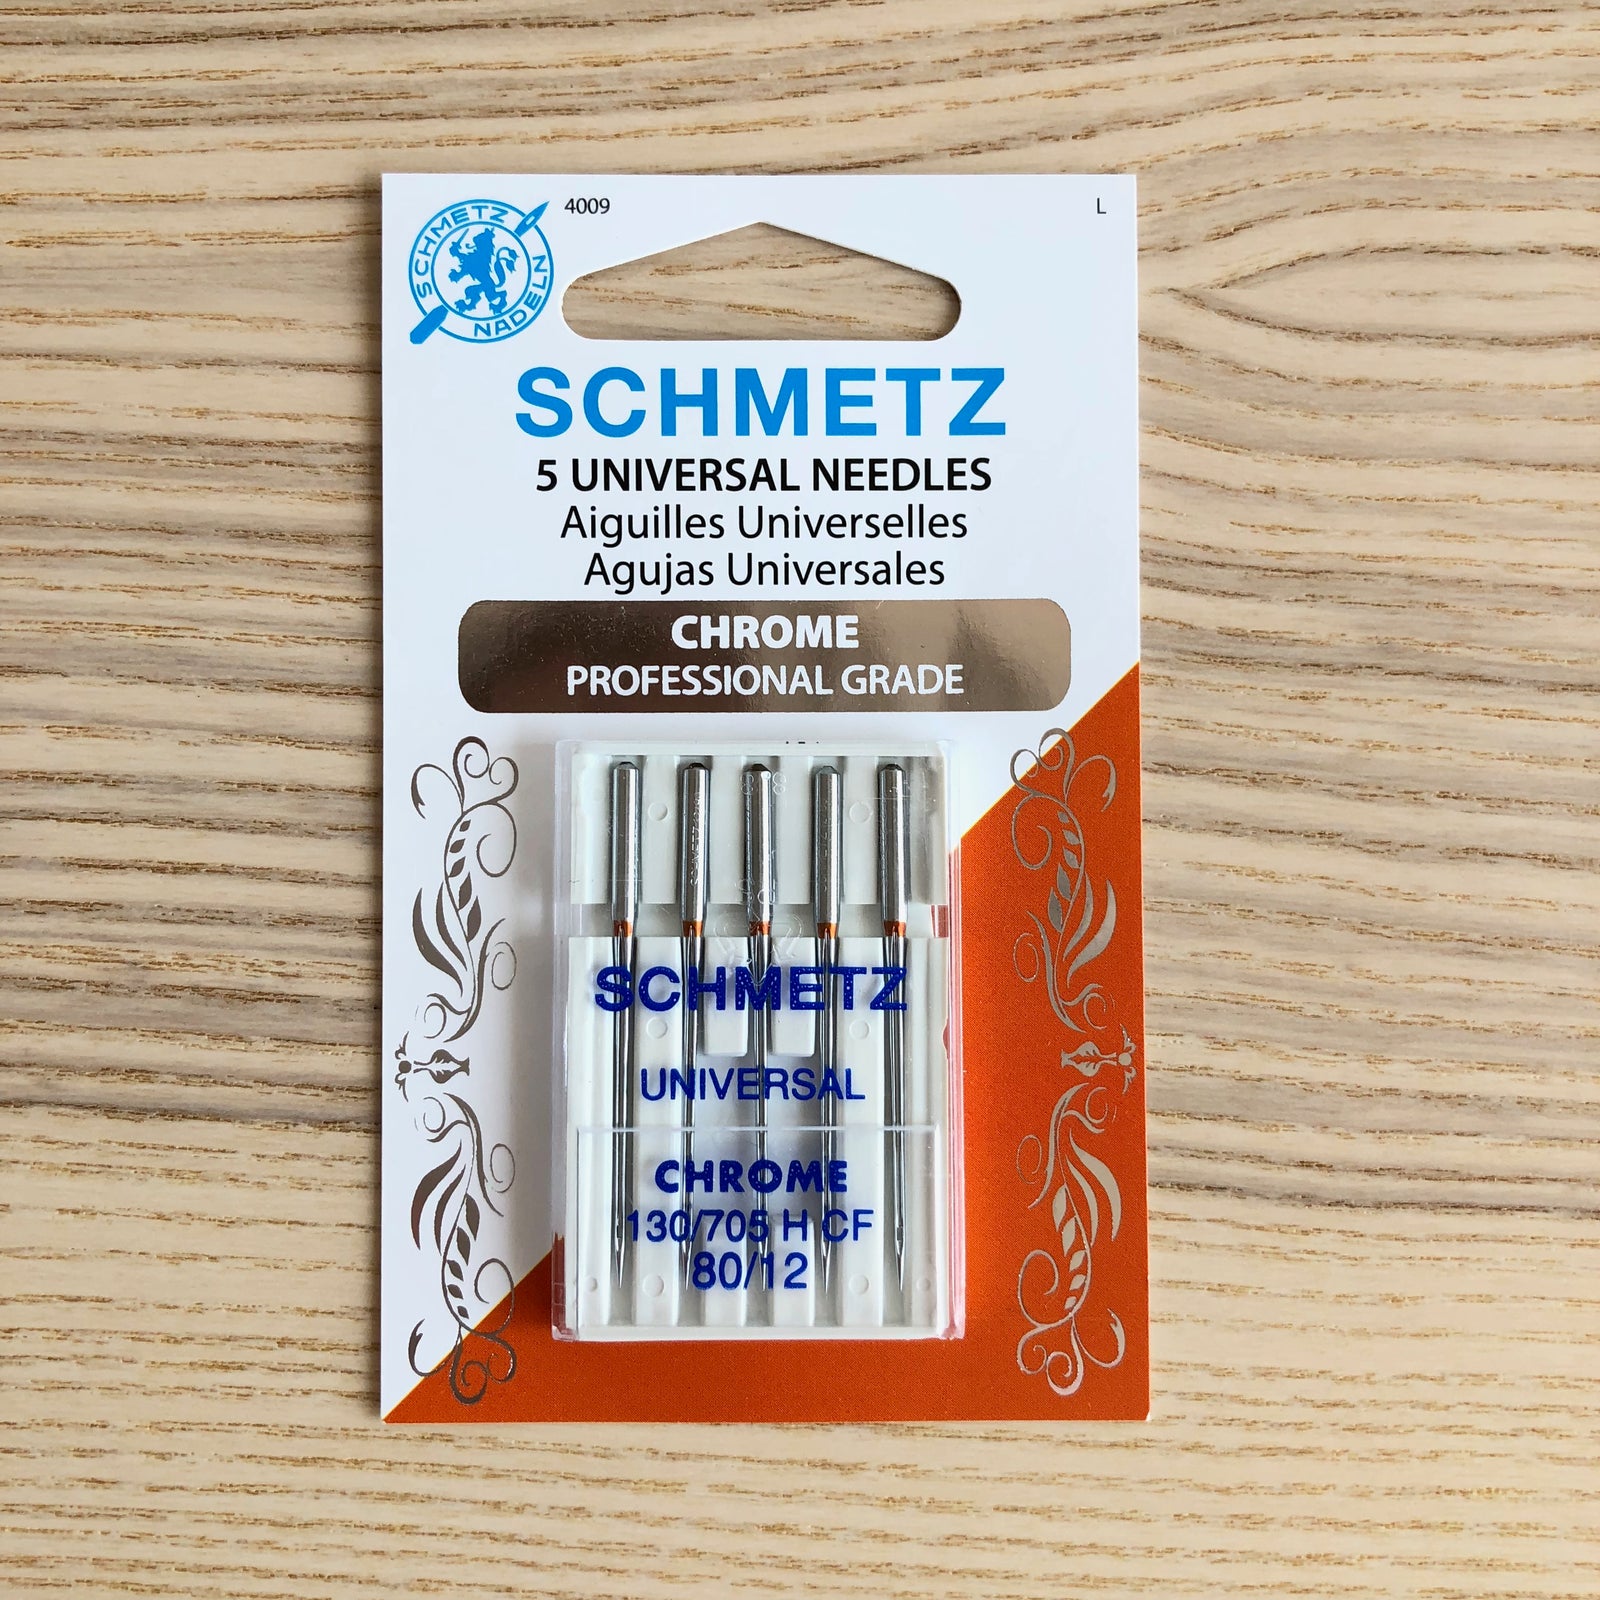 4009
L
SCHMETZ
NADELN
SCHMETZ
5 UNIVERSAL NEEDLES
Aiguilles Universelles
Agujas Universales
CHROME
PROFESSIONAL GRADE
SCHMETZ
SCHMETZ
UNIVERSAL
CHROME
130/705 H CF
80/12